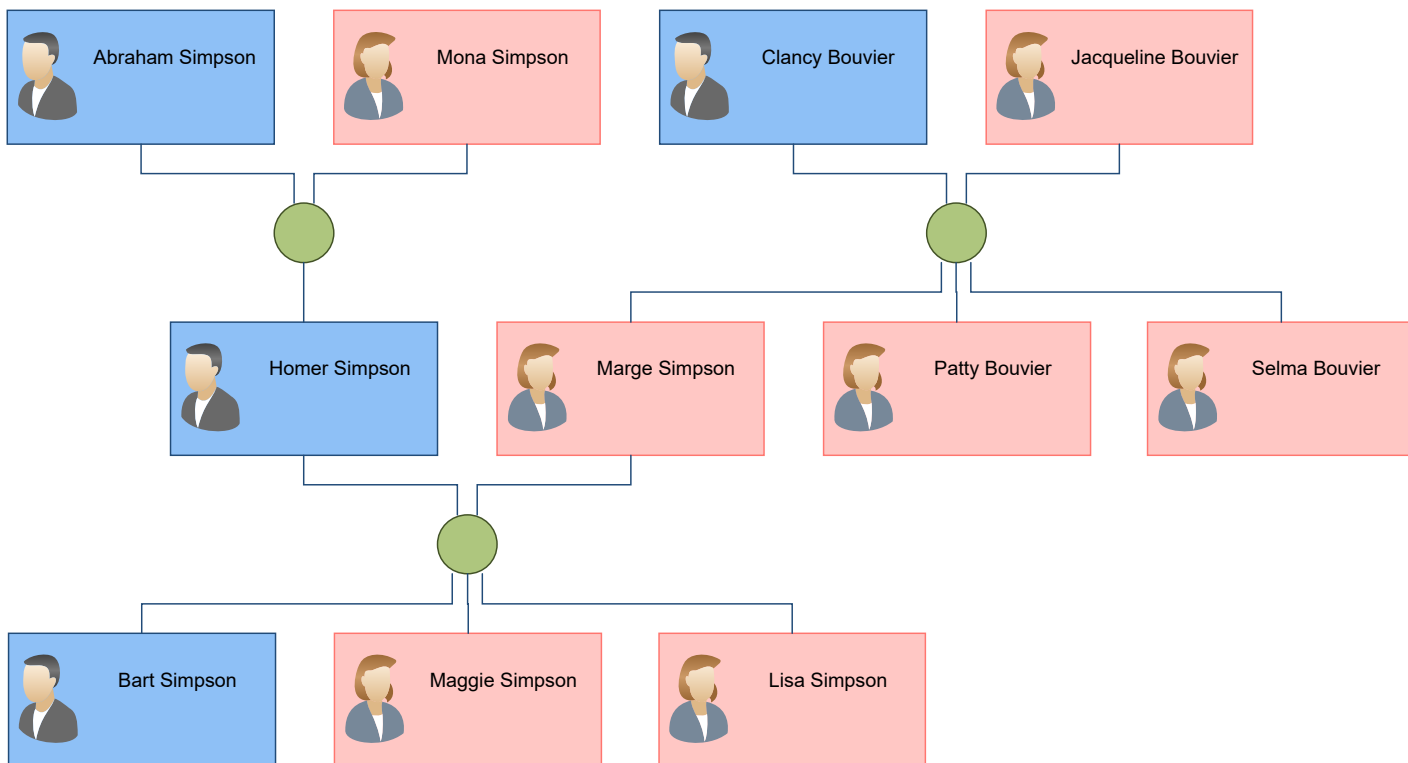 Abraham Simpson
Mona Simpson
Clancy Bouvier
Jacqueline Bouvier
Homer Simpson
Marge Simpson
Patty Bouvier
Selma Bouvier
Bart Simpson
Maggie Simpson
Lisa Simpson